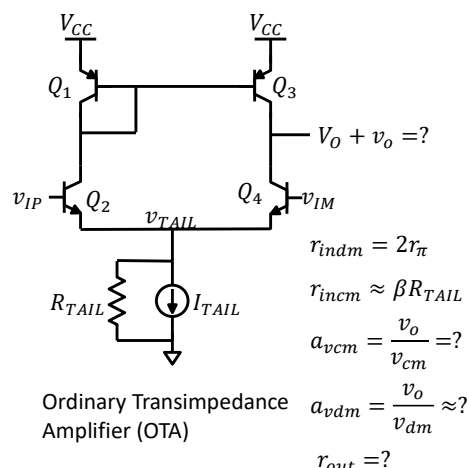 V_CC V_CC
Q_1 Q_3
V_O + v_o =?
v_IP Q_2 Q_4 v_IM
v_TAIL
r_indm = 2r_π
R_TAIL I_TAIL r_incm ≈ βR_TAIL
a_vcm = v_o/v_cm =?
Ordinary Transimpedance
Amplifier (OTA)
a_vdm = v_o/v_dm ≈?
r_out =?